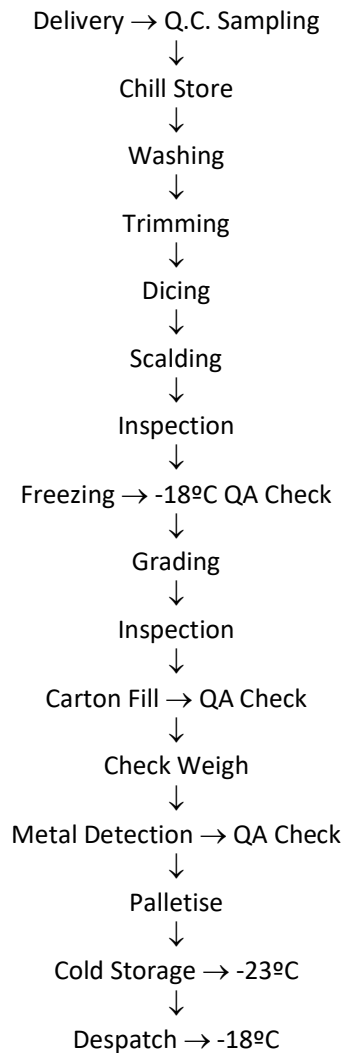 Delivery → Q.C. Sampling
↓
Chill Store
↓
Washing
↓
Trimming
↓
Dicing
↓
Scalding
↓
Inspection
↓
Freezing → -18ºC QA Check
↓
Grading
↓
Inspection
↓
Carton Fill → QA Check
↓
Check Weigh
↓
Metal Detection → QA Check
↓
Palletise
↓
Cold Storage → -23ºC
↓
Despatch → -18ºC